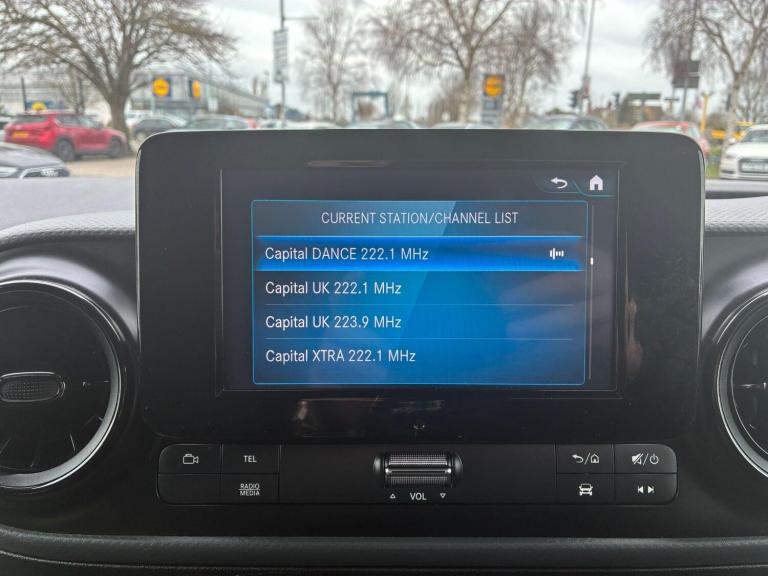 CURRENT STATION/CHANNEL LIST
Capital DANCE 222.1 MHz
Capital UK 222.1 MHz
Capital UK 223.9 MHz
Capital XTRA 222.1 MHz
TEL
RADIO
MEDIA
VOL